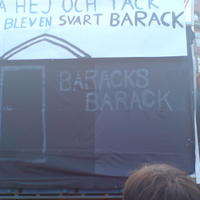 HEJ OCH TACK
BLEVEN SVART BARACK
BARACKS
BARACK